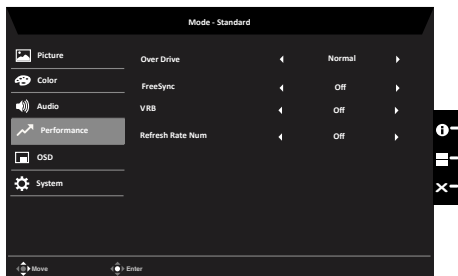 Mode - Standard
Picture
Over Drive Normal
Color
FreeSync Off
Audio
VRB Off
Performance
Refresh Rate Num Off
OSD
System
Move Enter